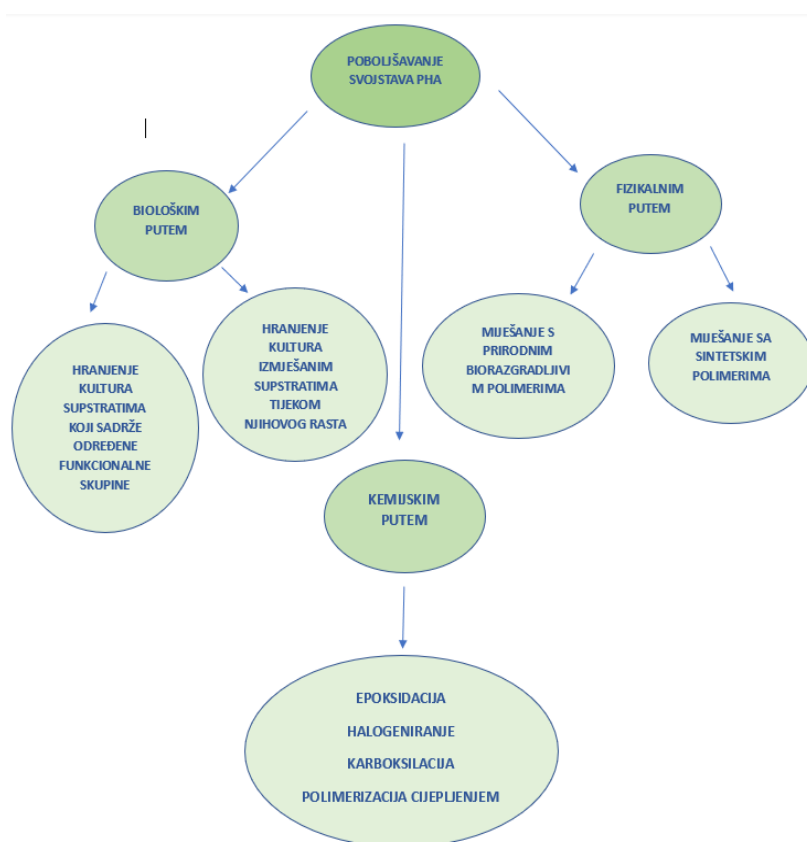 POBOLJŠAVANJE
SVOJSTAVA PHA
BIOLOŠKIM
PUTEM
FIZIKALNIM
PUTEM
HRANJENJE
KULTURA
SUPSTRATIMA
KOJI SADRŽE
ODREĐENE
FUNKCIONALNE
SKUPINE
HRANJENJE
KULTURA
IZMJEŠANIM
SUPSTRATIMA
TIJEKOM
NJIHOVOG RASTA
MIJEŠANJE S
PRIRODNIM
BIORAZGRADLJIVI
M POLIMERIMA
MIJEŠANJE SA
SINTETSKIM
POLIMERIMA
KEMIJSKIM
PUTEM
EPOKSIDACIJA
HALOGENIRANJE
KARBOKSILACIJA
POLIMERIZACIJA CIJEPLJENJEM